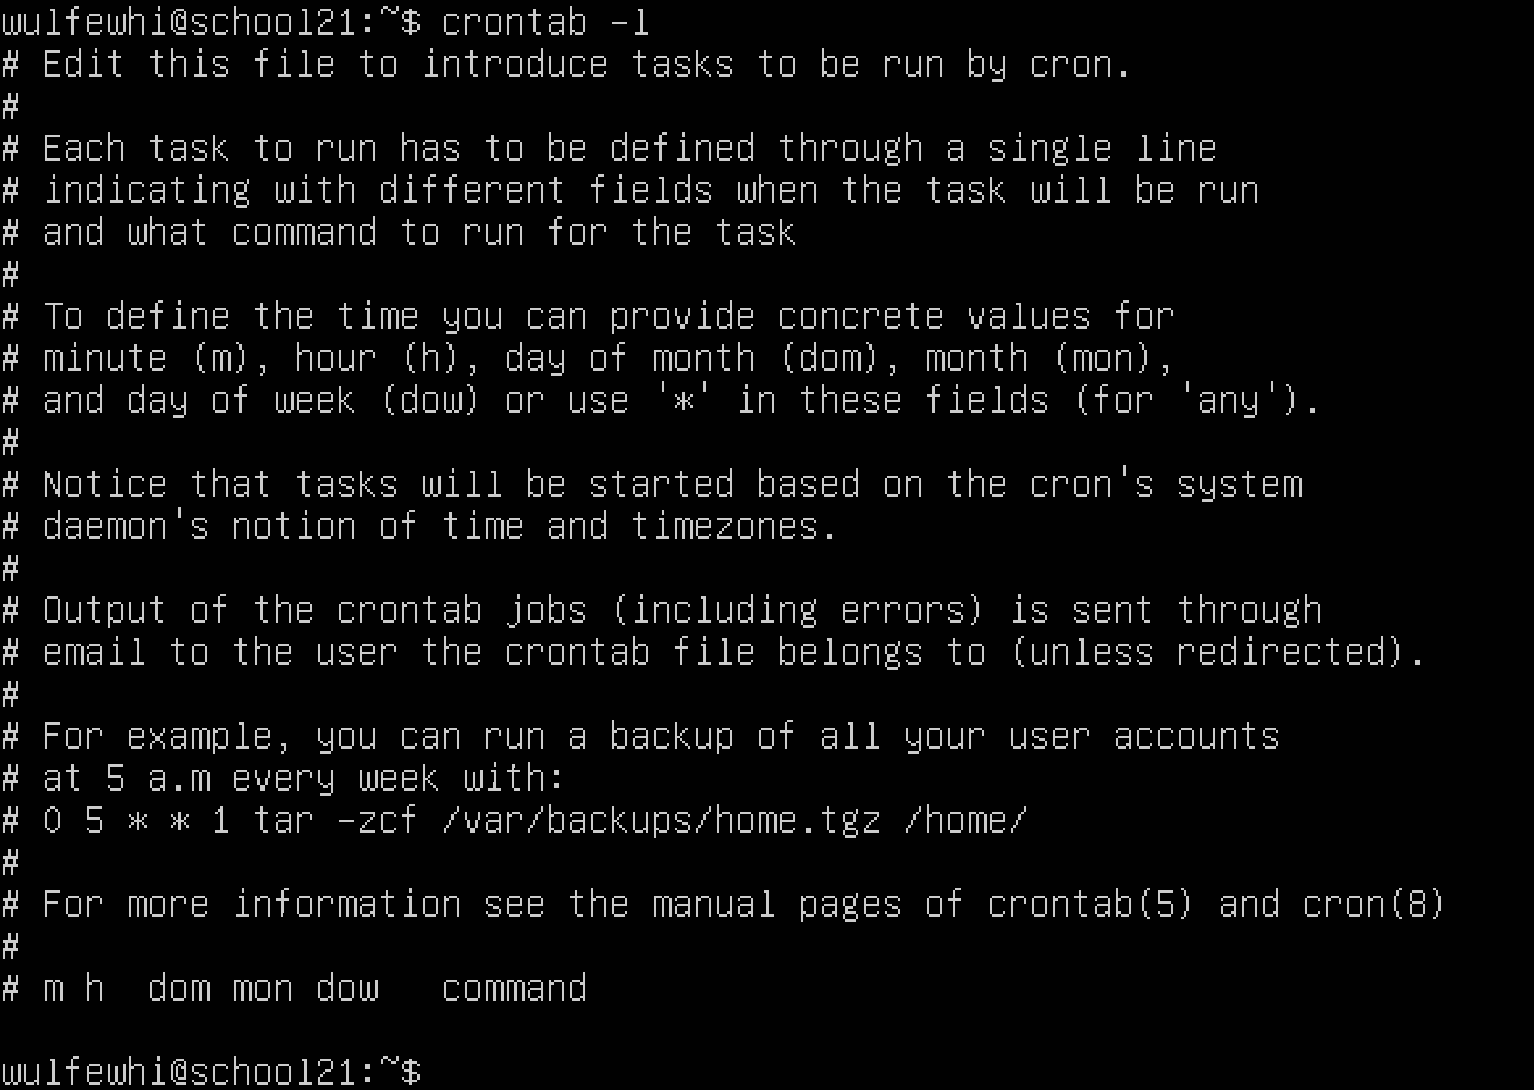 wulfewhi@school21:~$ crontab -l
# Edit this file to introduce tasks to be run by cron.
#
# Each task to run has to be defined through a single line
# indicating with different fields when the task will be run
# and what command to run for the task
#
# To define the time you can provide concrete values for
# minute (m), hour (h), day of month (dom), month (mon),
# and day of week (dow) or use '*' in these fields (for 'any').
#
# Notice that tasks will be started based on the cron's system
# daemon's notion of time and timezones.
#
# Output of the crontab jobs (including errors) is sent through
# email to the user the crontab file belongs to (unless redirected).
#
# For example, you can run a backup of all your user accounts
# at 5 a.m every week with:
# 0 5 * * 1 tar -zcf /var/backups/home.tgz /home/
#
# For more information see the manual pages of crontab(5) and cron(8)
#
# m h  dom mon dow   command

wulfewhi@school21:~$